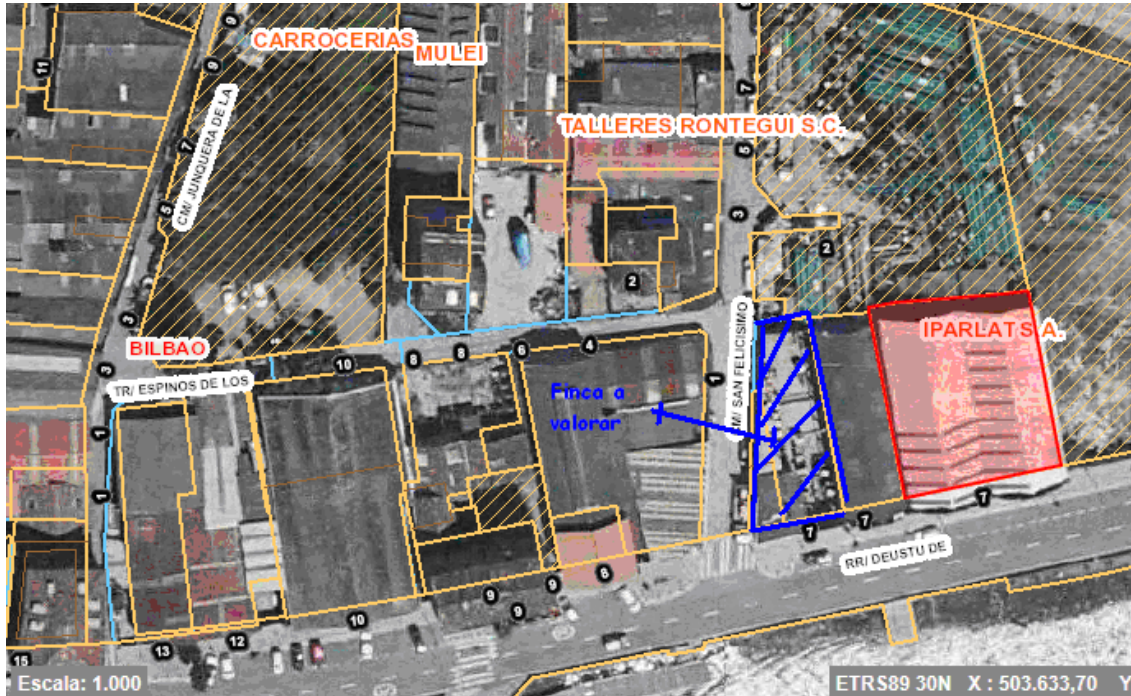 9
11
9
CARROCERIAS
MULEI
7
TALLERES RONTEGUI S.C.
7
5
CM/ JUNQUERA DE LA
5
3
2
2
3
IPARLAT S.A.
BILBAO
M/ SAN FELICISIMO
3
10
8
8
6
4
1
TR/ ESPINOS DE LOS
Finca a
valorar
1
1
7
7
7
RR/ DEUSTU DE
9
9
8
9
10
12
13
15
Escala: 1.000
ETRS89 30N X : 503.633,70 Y